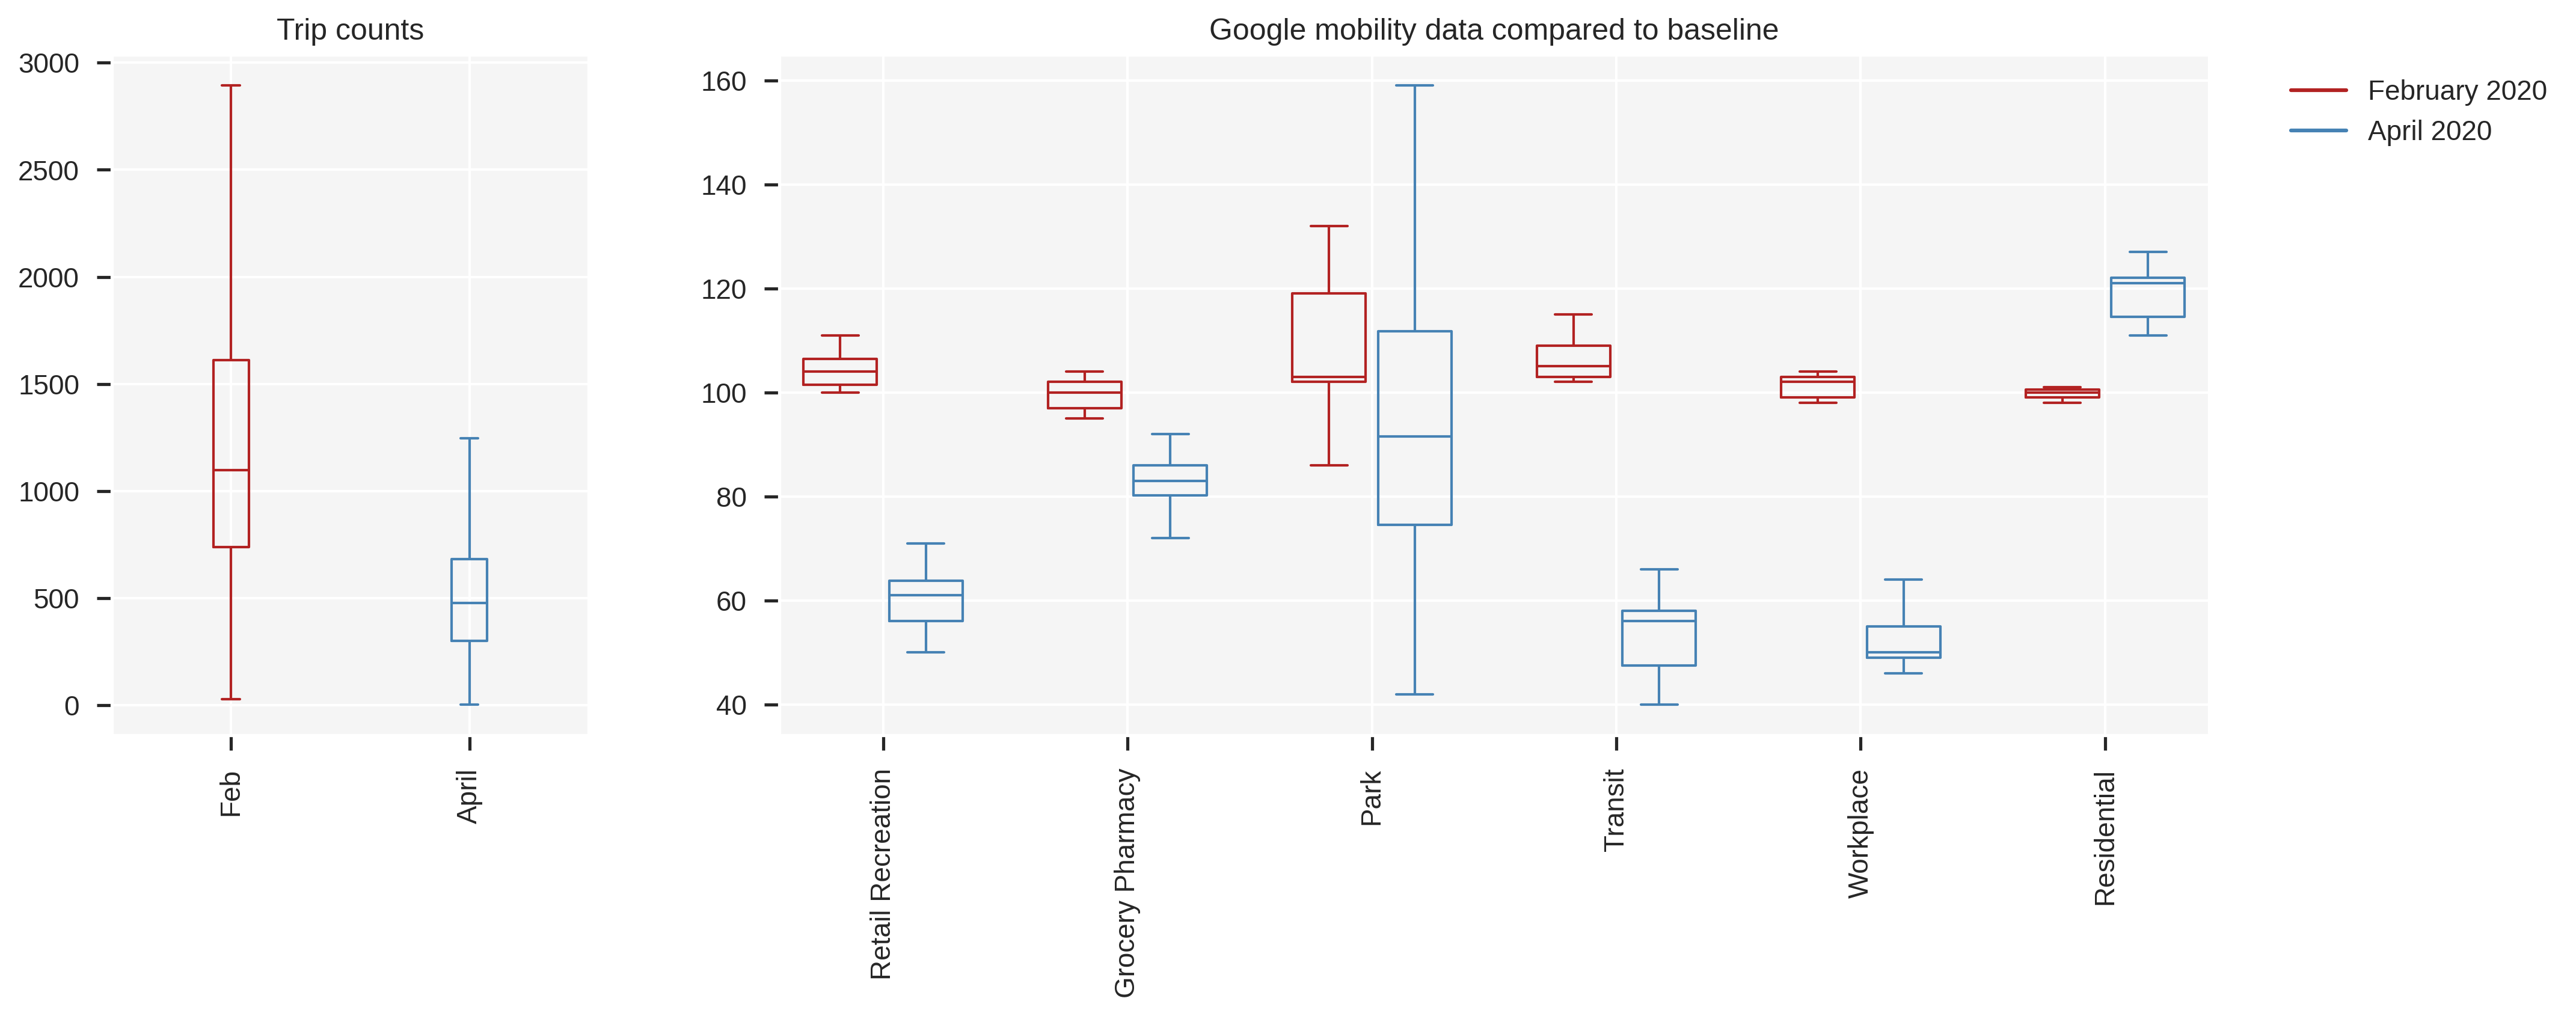 Trip counts
3000
2500
2000
1500
1000
500
0
Feb
April
Google mobility data compared to baseline
160
140
120
100
80
60
40
Retail Recreation
Grocery Pharmacy
Park
Transit
Workplace
Residential
February 2020
April 2020